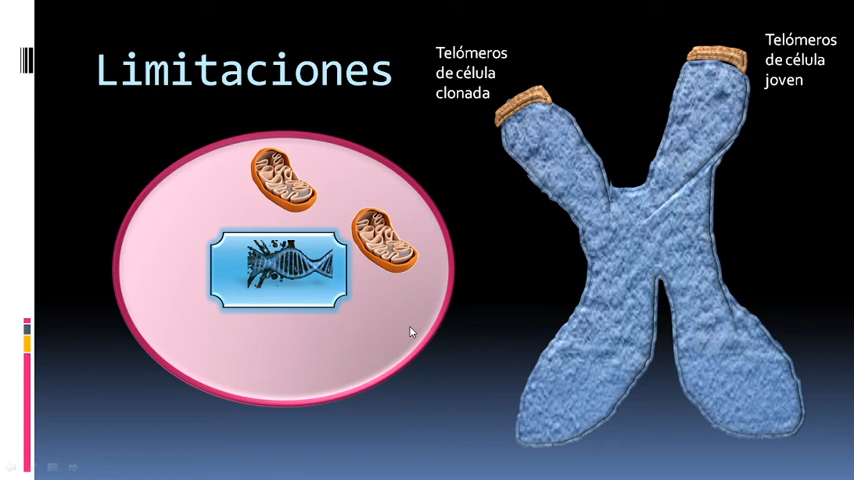 Limitaciones
Telómeros
de célula
clonada
Telómeros
de célula
joven